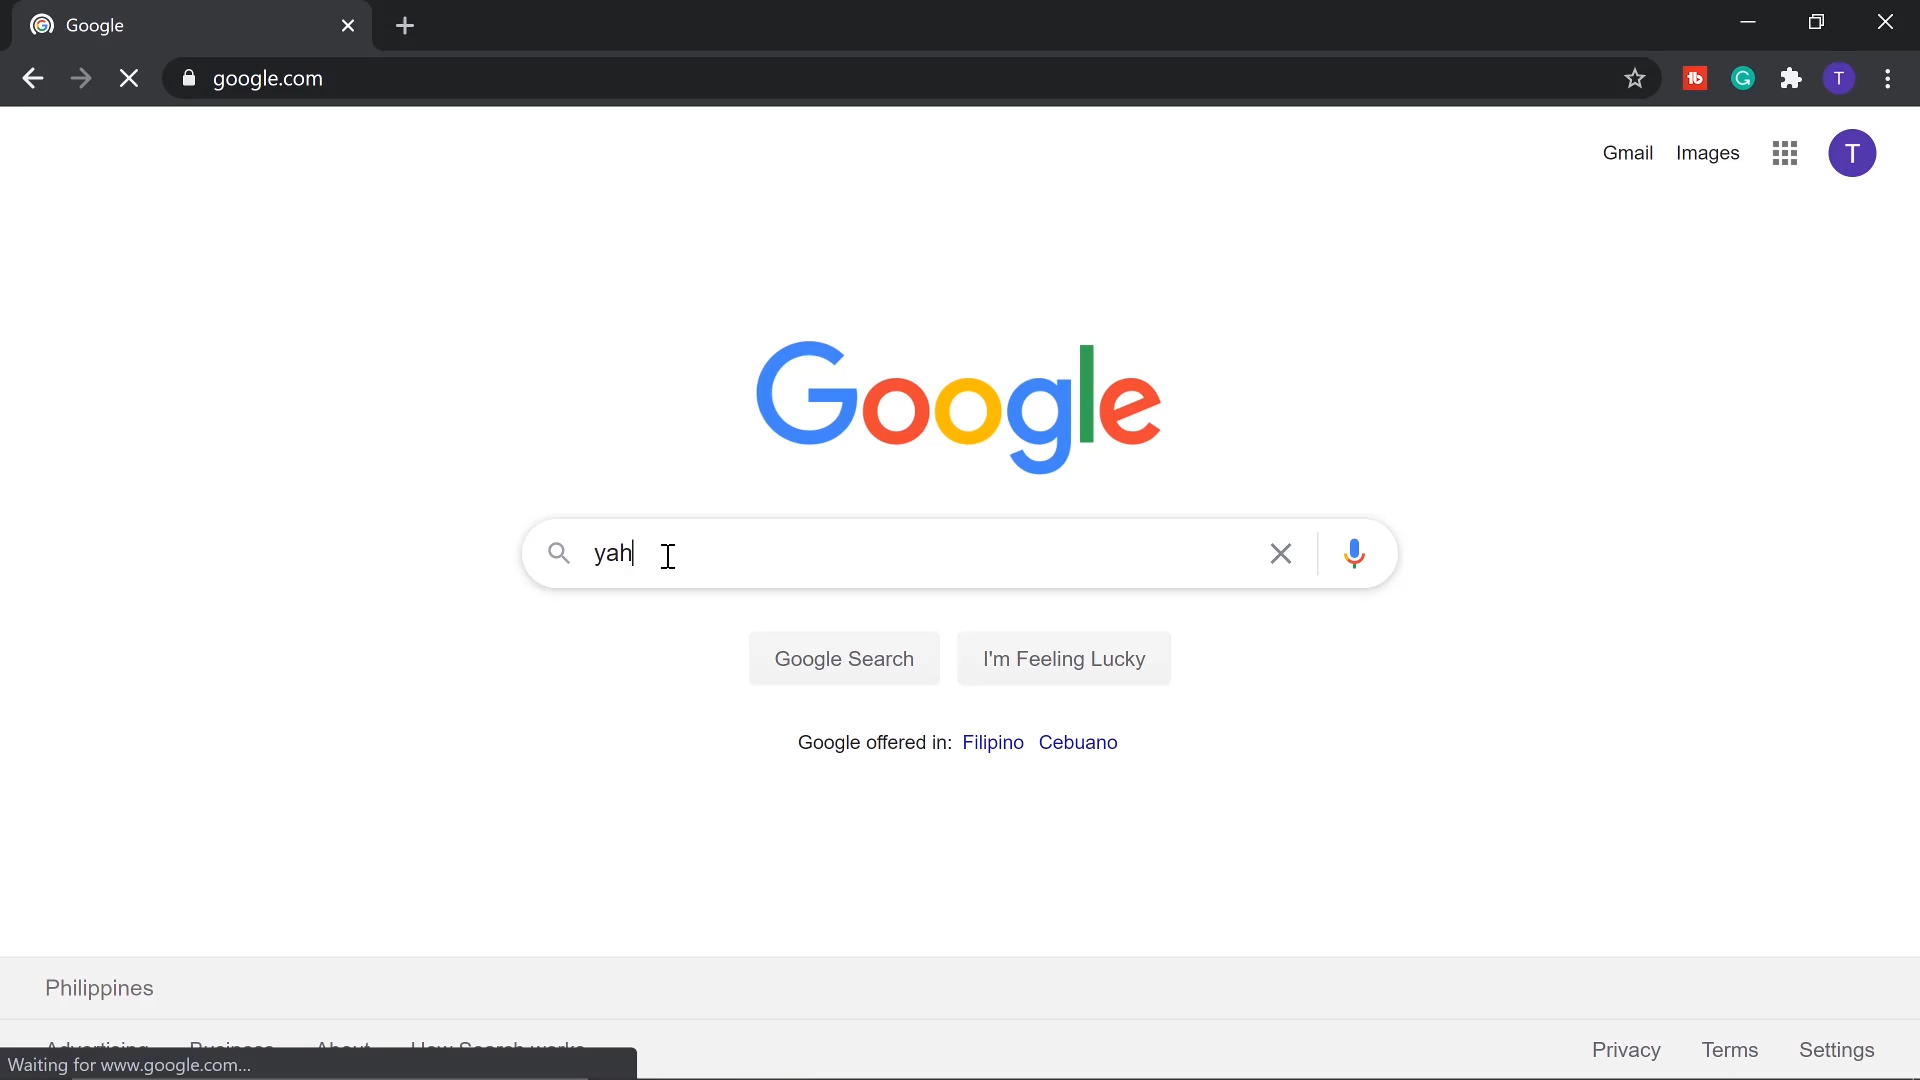 Google
google.com
T
Gmail Images
T
Google
yah
Google Search I'm Feeling Lucky
Google offered in: Filipino Cebuano
Philippines
Advertising Business About How Search works
Privacy Terms Settings
Waiting for www.google.com...